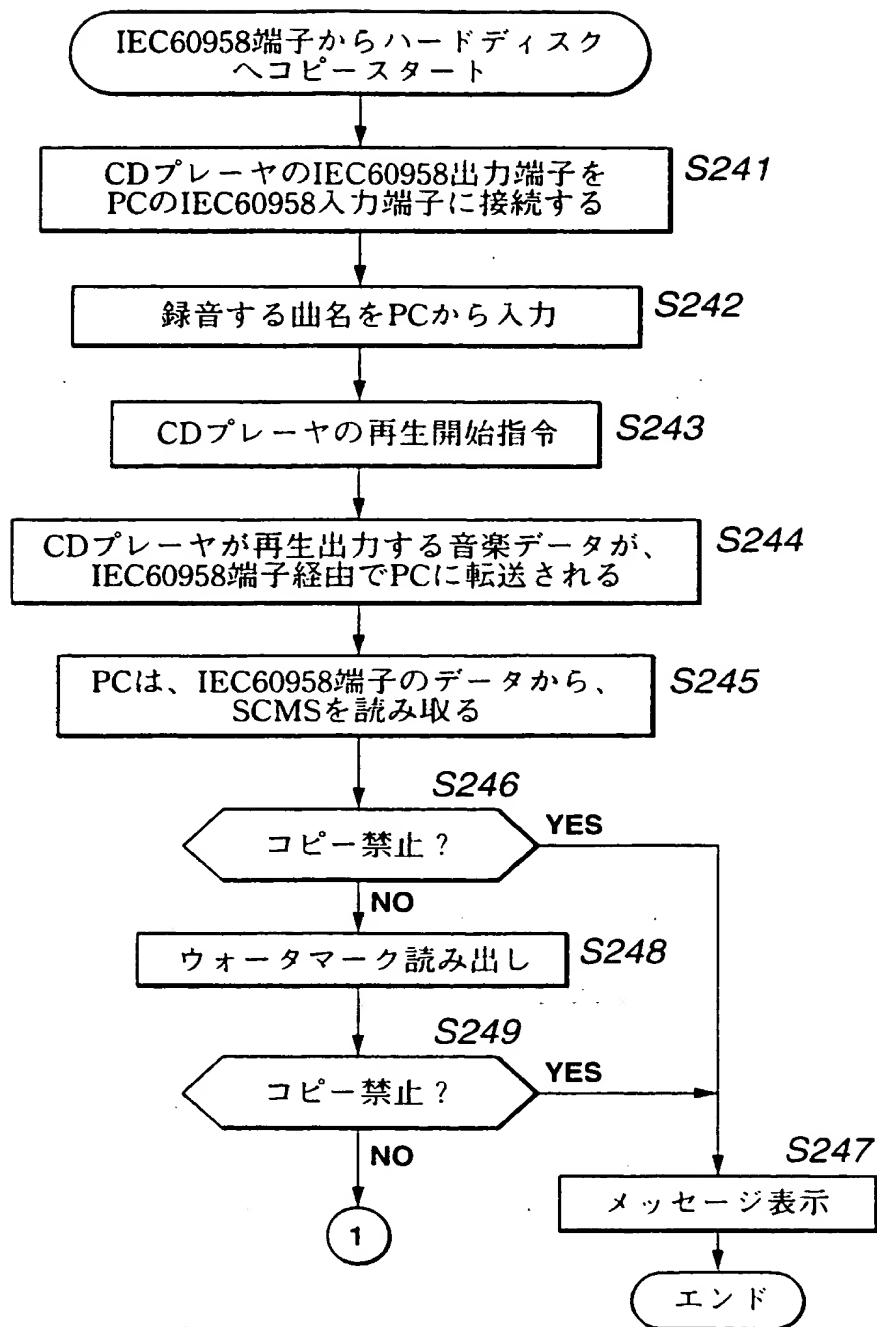 IEC60958端子からハードディスク
へコピースタート
CDプレーヤのIEC60958出力端子を
PCのIEC60958入力端子に接続する
S241
録音する曲名をPCから入力
S242
CDプレーヤの再生開始指令
S243
CDプレーヤが再生出力する音楽データが、
IEC60958端子経由でPCに転送される
S244
PCは、IEC60958端子のデータから、
SCMSを読み取る
S245
S246
コピー禁止?
YES
NO
ウォータマーク読み出し
S248
S249
コピー禁止?
YES
NO
S247
メッセージ表示
1
エンド